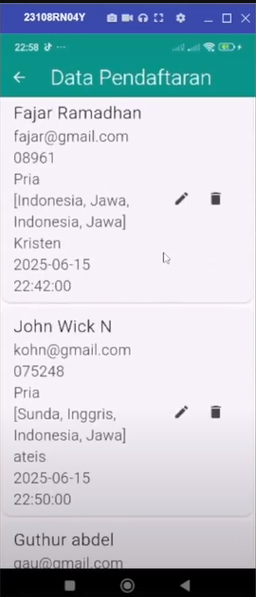 23108RN04Y
22:58
Data Pendaftaran
Fajar Ramadhan
fajar@gmail.com
08961
Pria
[Indonesia, Jawa,
Indonesia, Jawa]
Kristen
2025-06-15
22:42:00
John Wick N
kohn@gmail.com
075248
Pria
[Sunda, Inggris,
Indonesia, Jawa]
ateis
2025-06-15
22:50:00
Guthur abdel
gau@gmail.com